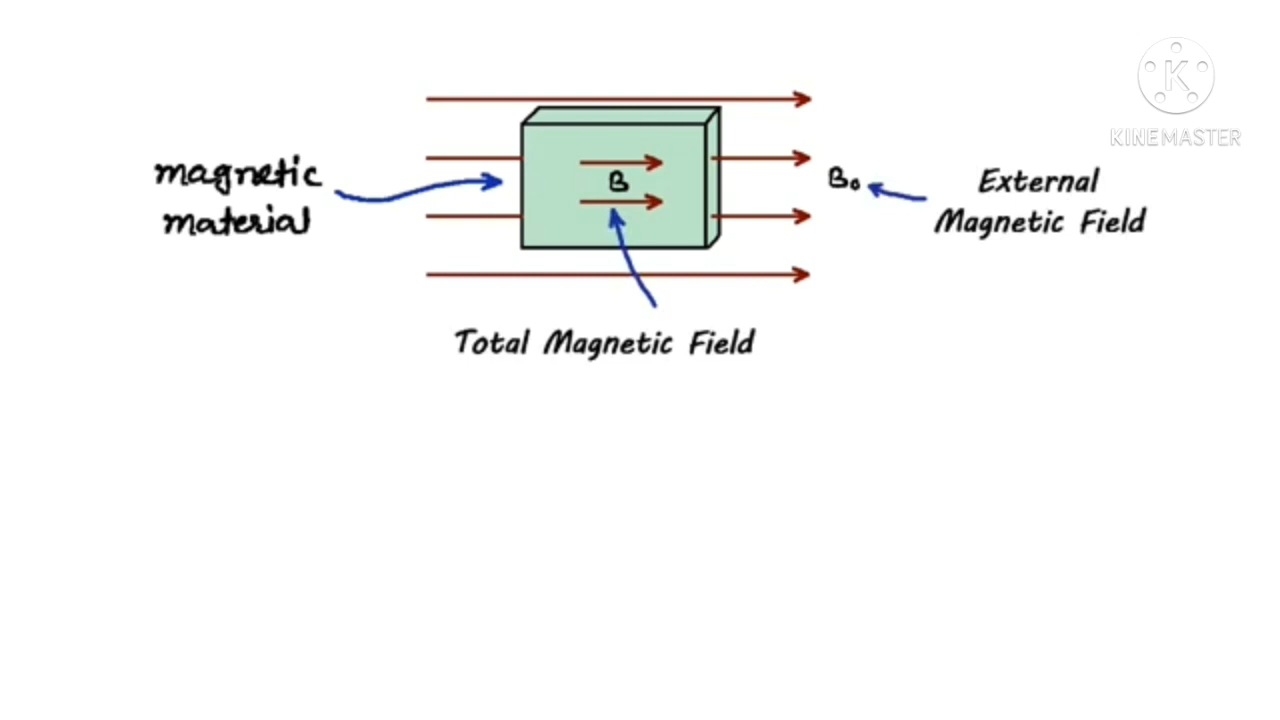 KINEMASTER
magnetic
material
B
B₀
External
Magnetic Field
Total Magnetic Field